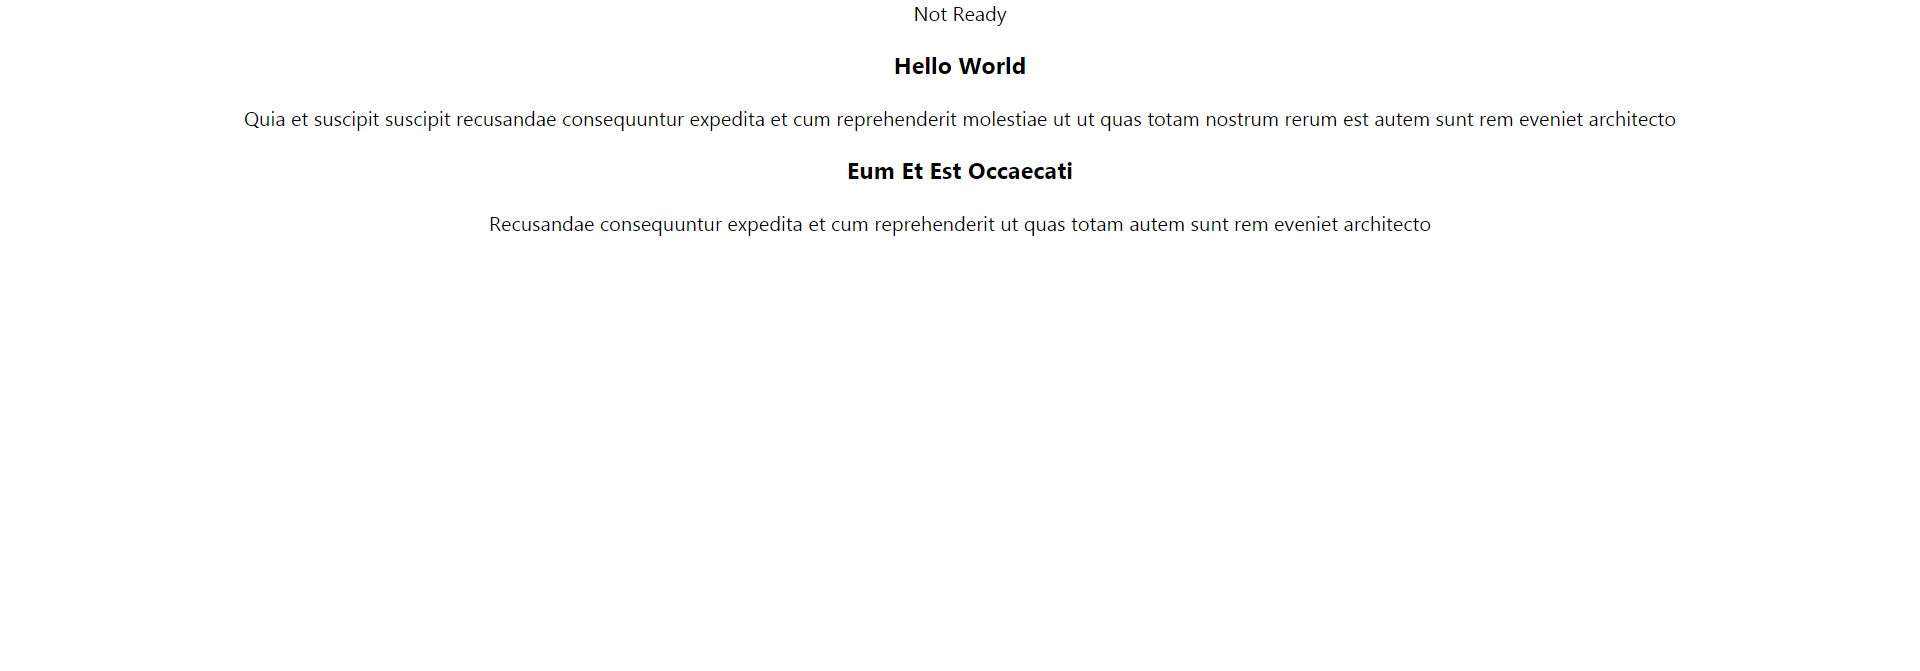 Not Ready
Hello World
Quia et suscipit suscipit recusandae consequuntur expedita et cum reprehenderit molestiae ut ut quas totam nostrum rerum est autem sunt rem eveniet architecto
Eum Et Est Occaecati
Recusandae consequuntur expedita et cum reprehenderit ut quas totam autem sunt rem eveniet architecto